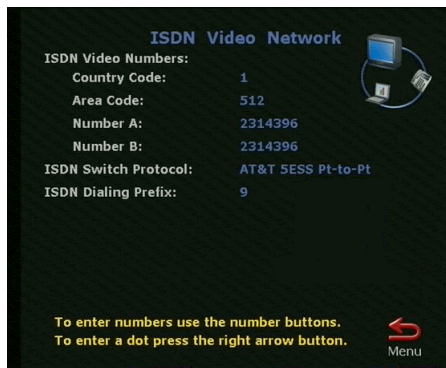 ISDN Video Network
ISDN Video Numbers:
Country Code: 1
Area Code: 512
Number A: 2314396
Number B: 2314396
ISDN Switch Protocol: AT&T 5ESS Pt-to-Pt
ISDN Dialing Prefix: 9
To enter numbers use the number buttons.
To enter a dot press the right arrow button.
Menu